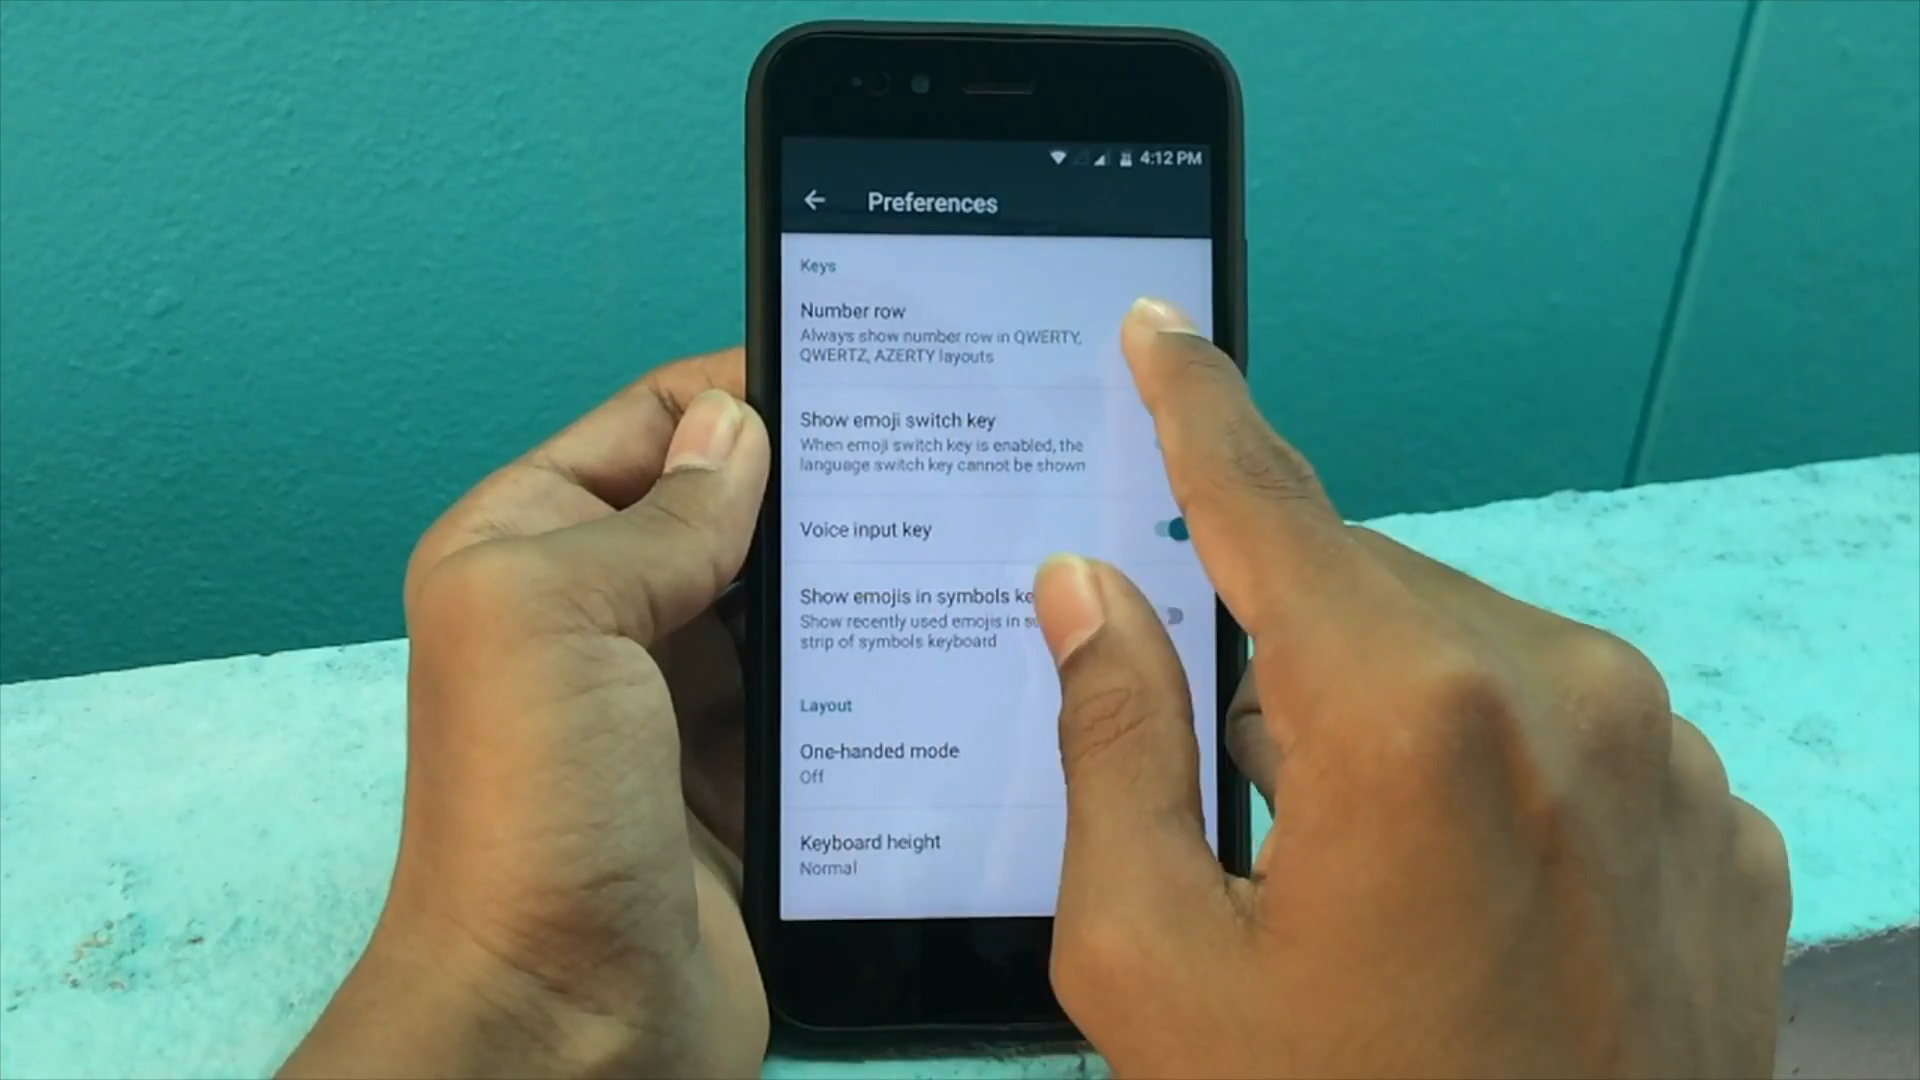 4:12 PM
Preferences
Keys
Number row
Always show number row in QWERTY,
QWERTZ, AZERTY layouts
Show emoji switch key
When emoji switch key is enabled, the
language switch key cannot be shown
Voice input key
Show emojis in symbols
Show recently used emojis in
strip of symbols keyboard
Layout
One-handed mode
Off
Keyboard height
Normal